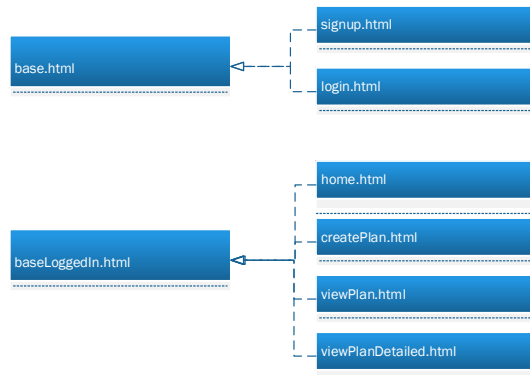 signup.html
base.html
login.html
home.html
createPlan.html
baseLoggedIn.html
viewPlan.html
viewPlanDetailed.html